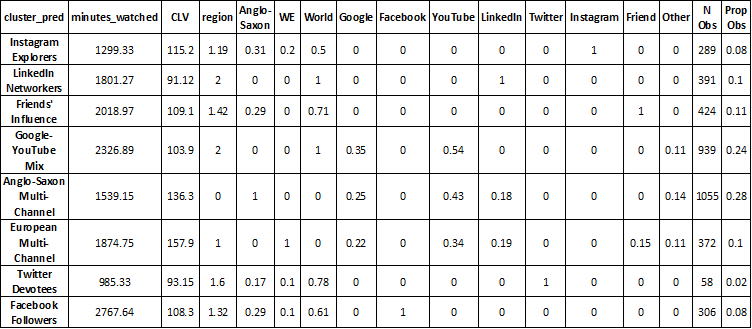 cluster_pred minutes_watched CLV region Anglo-Saxon WE World Google Facebook YouTube LinkedIn Twitter Instagram Friend Other N Obs Prop Obs
Instagram Explorers 1299.33 115.2 1.19 0.31 0.2 0.5 0 0 0 0 0 1 0 0 289 0.08
LinkedIn Networkers 1801.27 91.12 2 0 0 1 0 0 0 1 0 0 0 0 391 0.1
Friends' Influence 2018.97 109.1 1.42 0.29 0 0.71 0 0 0 0 0 0 1 0 424 0.11
Google-YouTube Mix 2326.89 103.9 2 0 0 1 0.35 0 0.54 0 0 0 0 0.11 939 0.24
Anglo-Saxon Multi-Channel 1539.15 136.3 0 1 0 0 0.25 0 0.43 0.18 0 0 0 0.14 1055 0.28
European Multi-Channel 1874.75 157.9 1 0 1 0 0.22 0 0.34 0.19 0 0 0.15 0.11 372 0.1
Twitter Devotees 985.33 93.15 1.6 0.17 0.1 0.78 0 0 0 0 1 0 0 0 58 0.02
Facebook Followers 2767.64 108.3 1.32 0.29 0.1 0.61 0 1 0 0 0 0 0 0 306 0.08